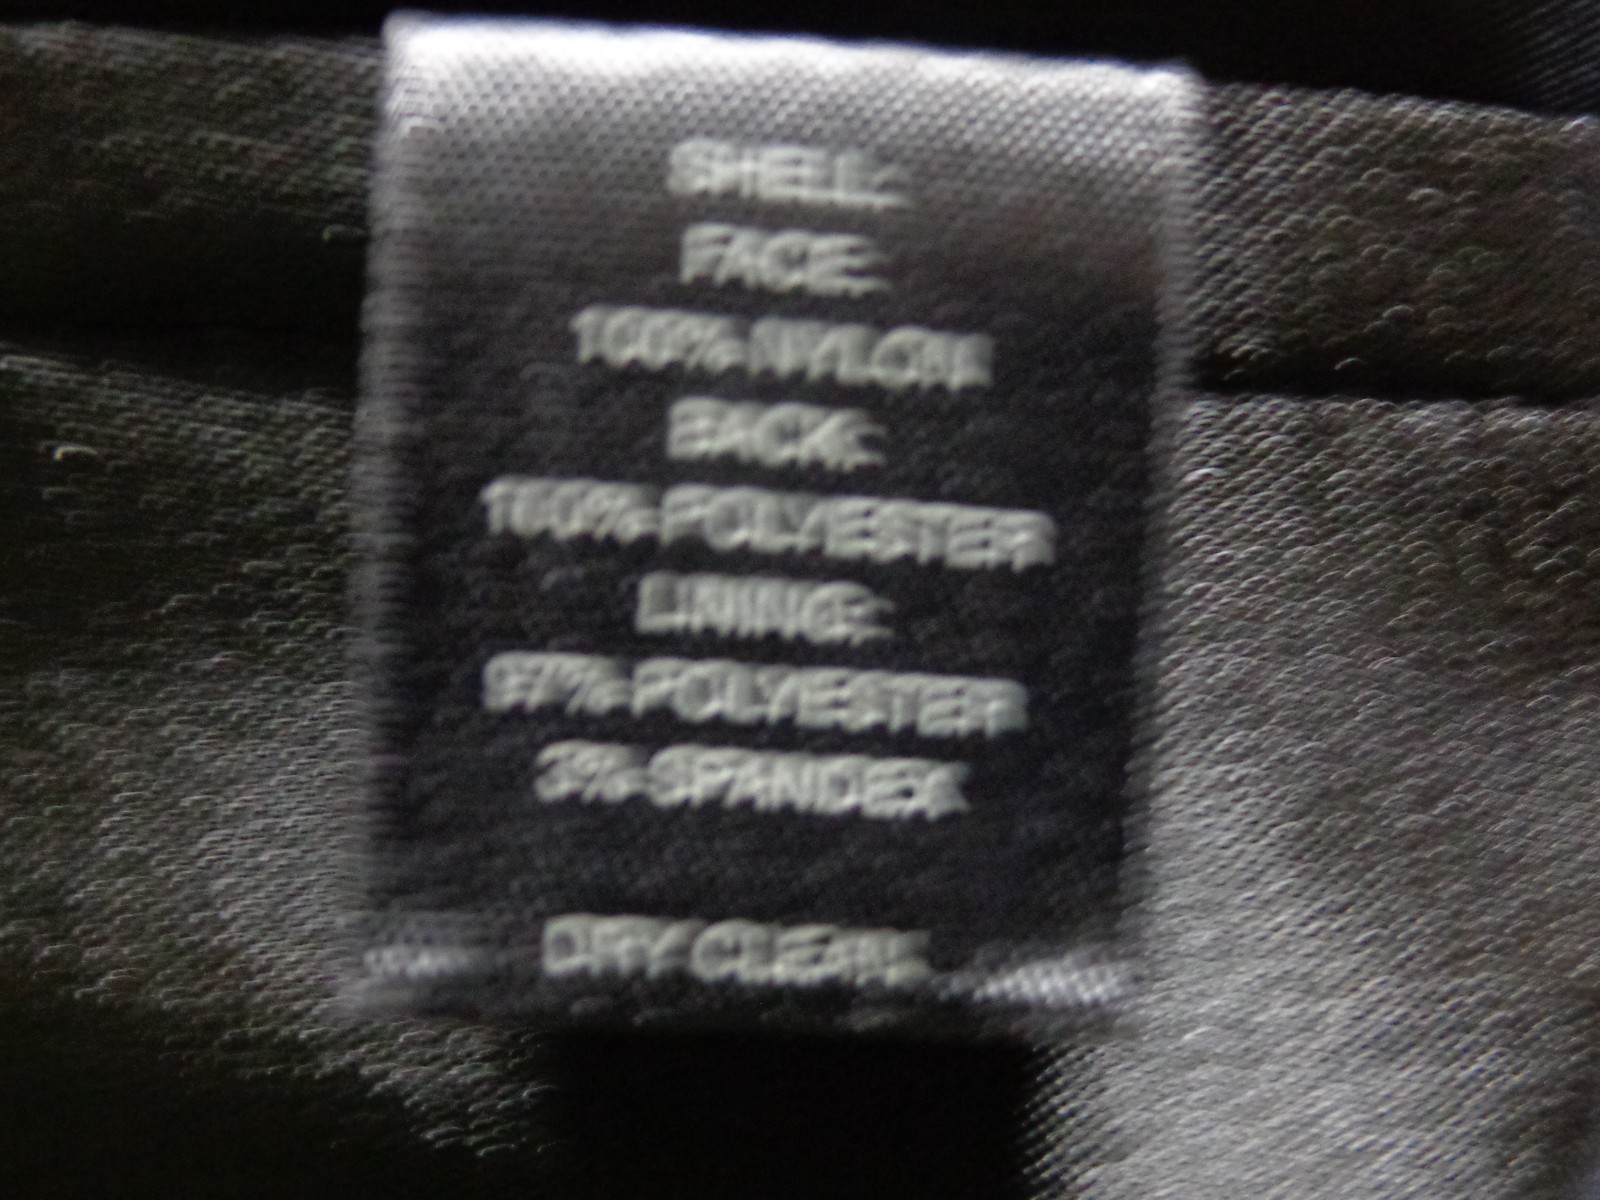 SHELL:
FACE:
100% NYLON
BACK:
100% POLYESTER
LINING:
97% POLYESTER
3% SPANDEX
DRY CLEAN